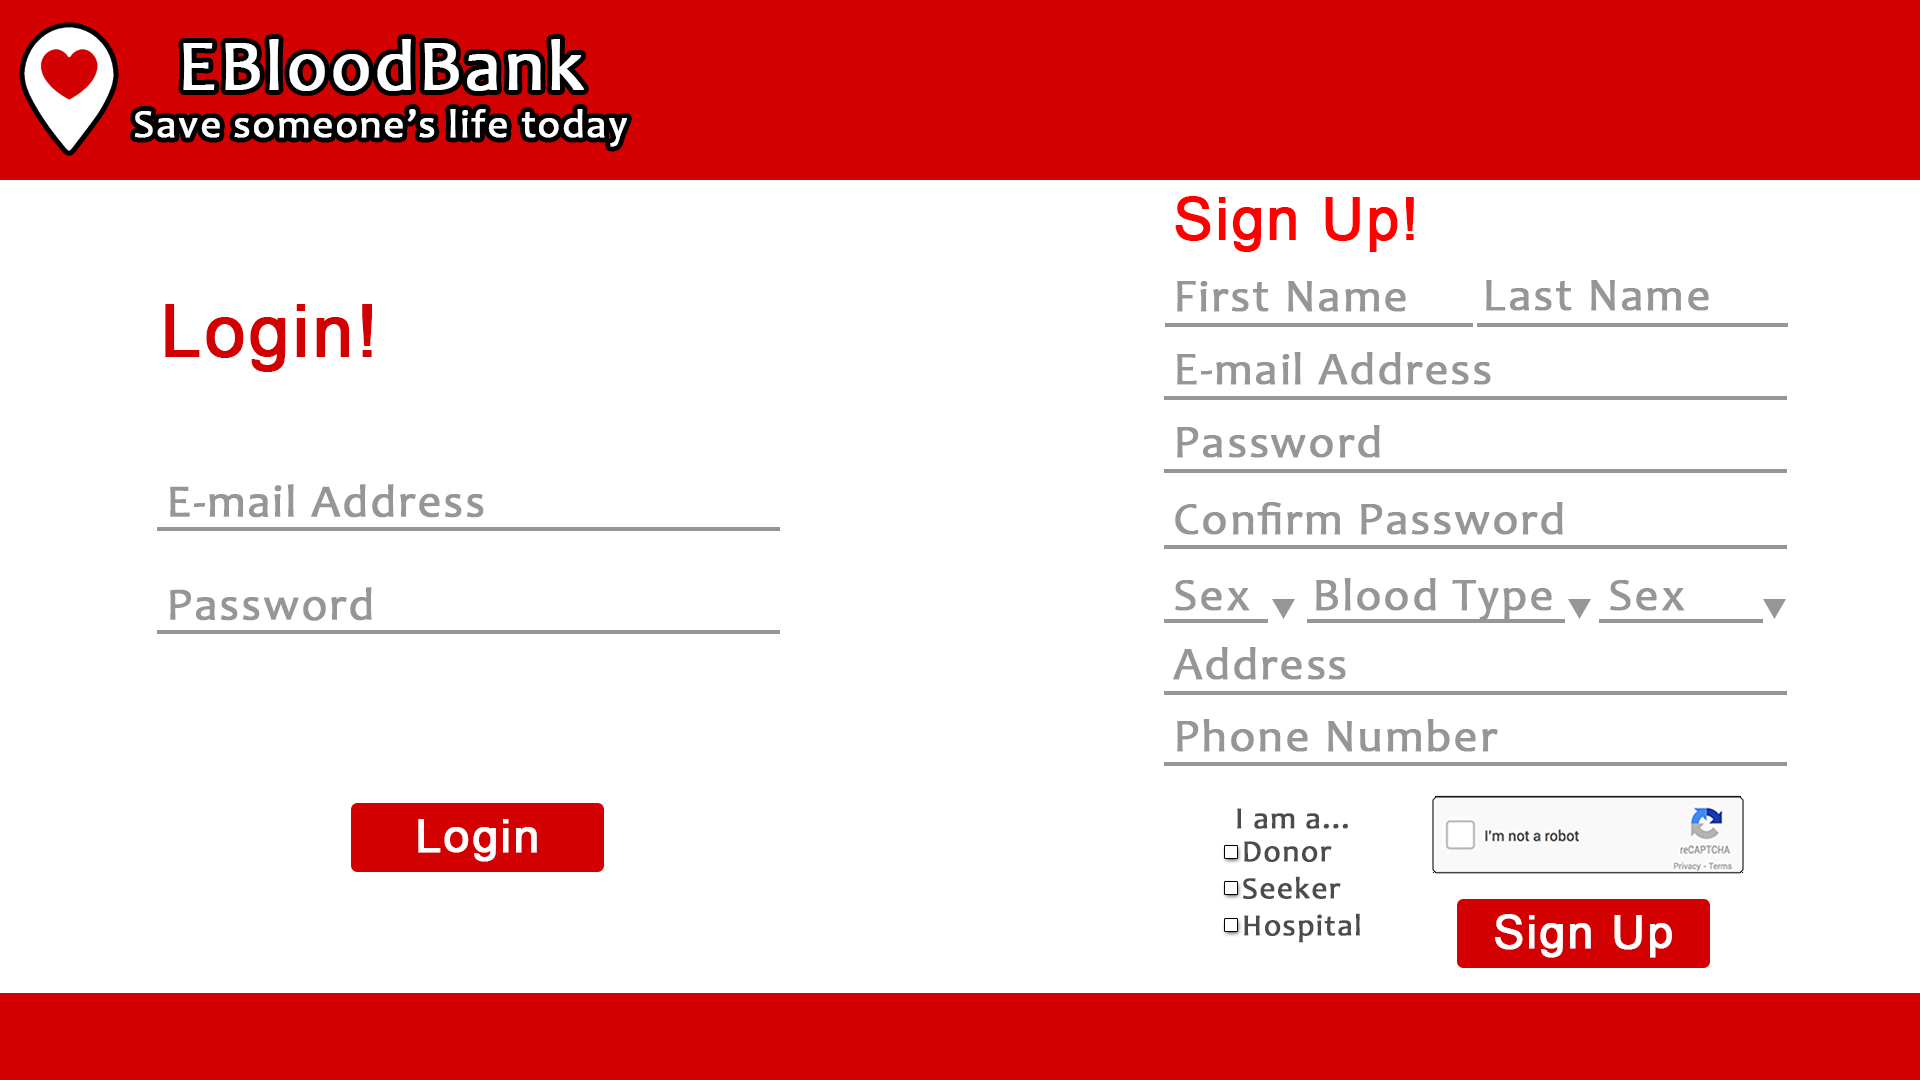 EBloodBank
Save someone’s life today
Login!
E-mail Address
Password
Login
Sign Up!
First Name Last Name
E-mail Address
Password
Confirm Password
Sex Blood Type Sex
Address
Phone Number
I am a...
Donor
Seeker
Hospital
I'm not a robot
reCAPTCHA
Privacy - Terms
Sign Up